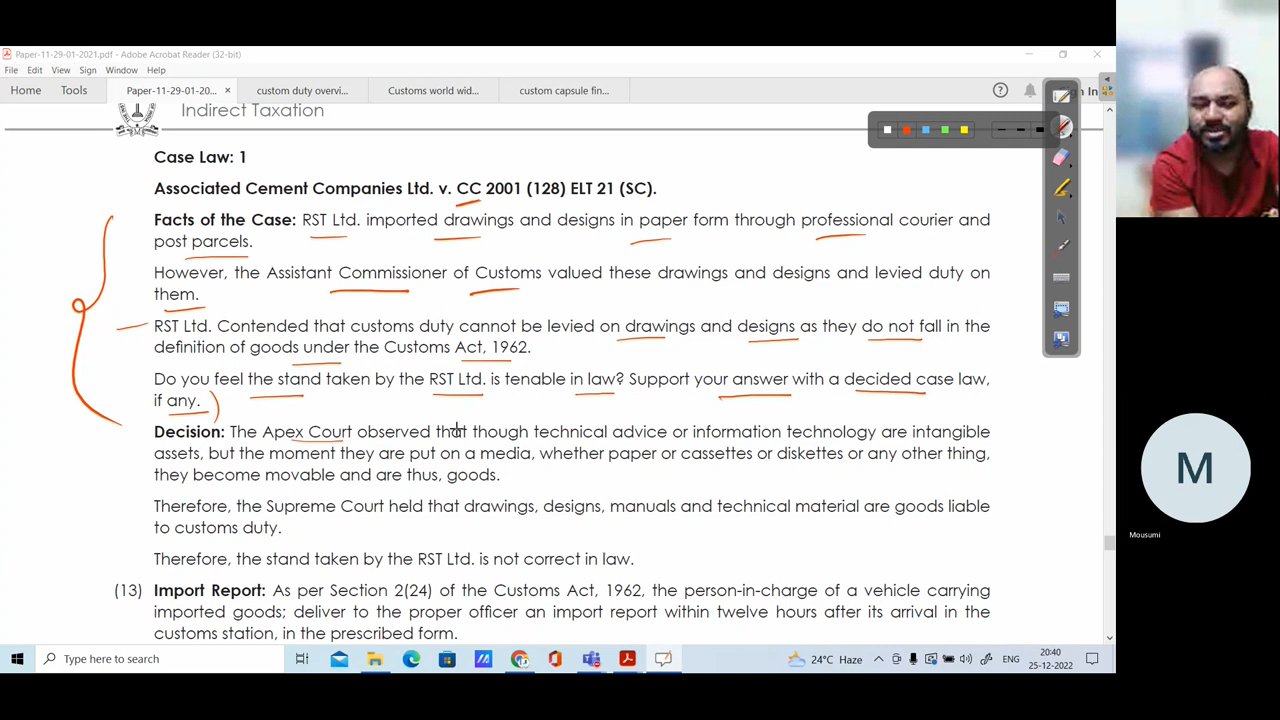 Paper-11-29-01-2021.pdf - Adobe Acrobat Reader (32-bit)
File Edit View Sign Window Help
Home Tools Paper-11-29-01-20... × custom duty overvi... Customs world wid... custom capsule fin... Sign In
Indirect Taxation
Case Law: 1
Associated Cement Companies Ltd. v. CC 2001 (128) ELT 21 (SC).
Facts of the Case: RST Ltd. imported drawings and designs in paper form through professional courier and
post parcels.
However, the Assistant Commissioner of Customs valued these drawings and designs and levied duty on
them.
RST Ltd. Contended that customs duty cannot be levied on drawings and designs as they do not fall in the
definition of goods under the Customs Act, 1962.
Do you feel the stand taken by the RST Ltd. is tenable in law? Support your answer with a decided case law,
if any.
Decision: The Apex Court observed that though technical advice or information technology are intangible
assets, but the moment they are put on a media, whether paper or cassettes or diskettes or any other thing,
they become movable and are thus, goods.
Therefore, the Supreme Court held that drawings, designs, manuals and technical material are goods liable
to customs duty.
Therefore, the stand taken by the RST Ltd. is not correct in law.
(13) Import Report: As per Section 2(24) of the Customs Act, 1962, the person-in-charge of a vehicle carrying
imported goods; deliver to the proper officer an import report within twelve hours after its arrival in the
customs station, in the prescribed form.
M
Mousumi
Type here to search
24°C Haze
ENG
20:40
25-12-2022